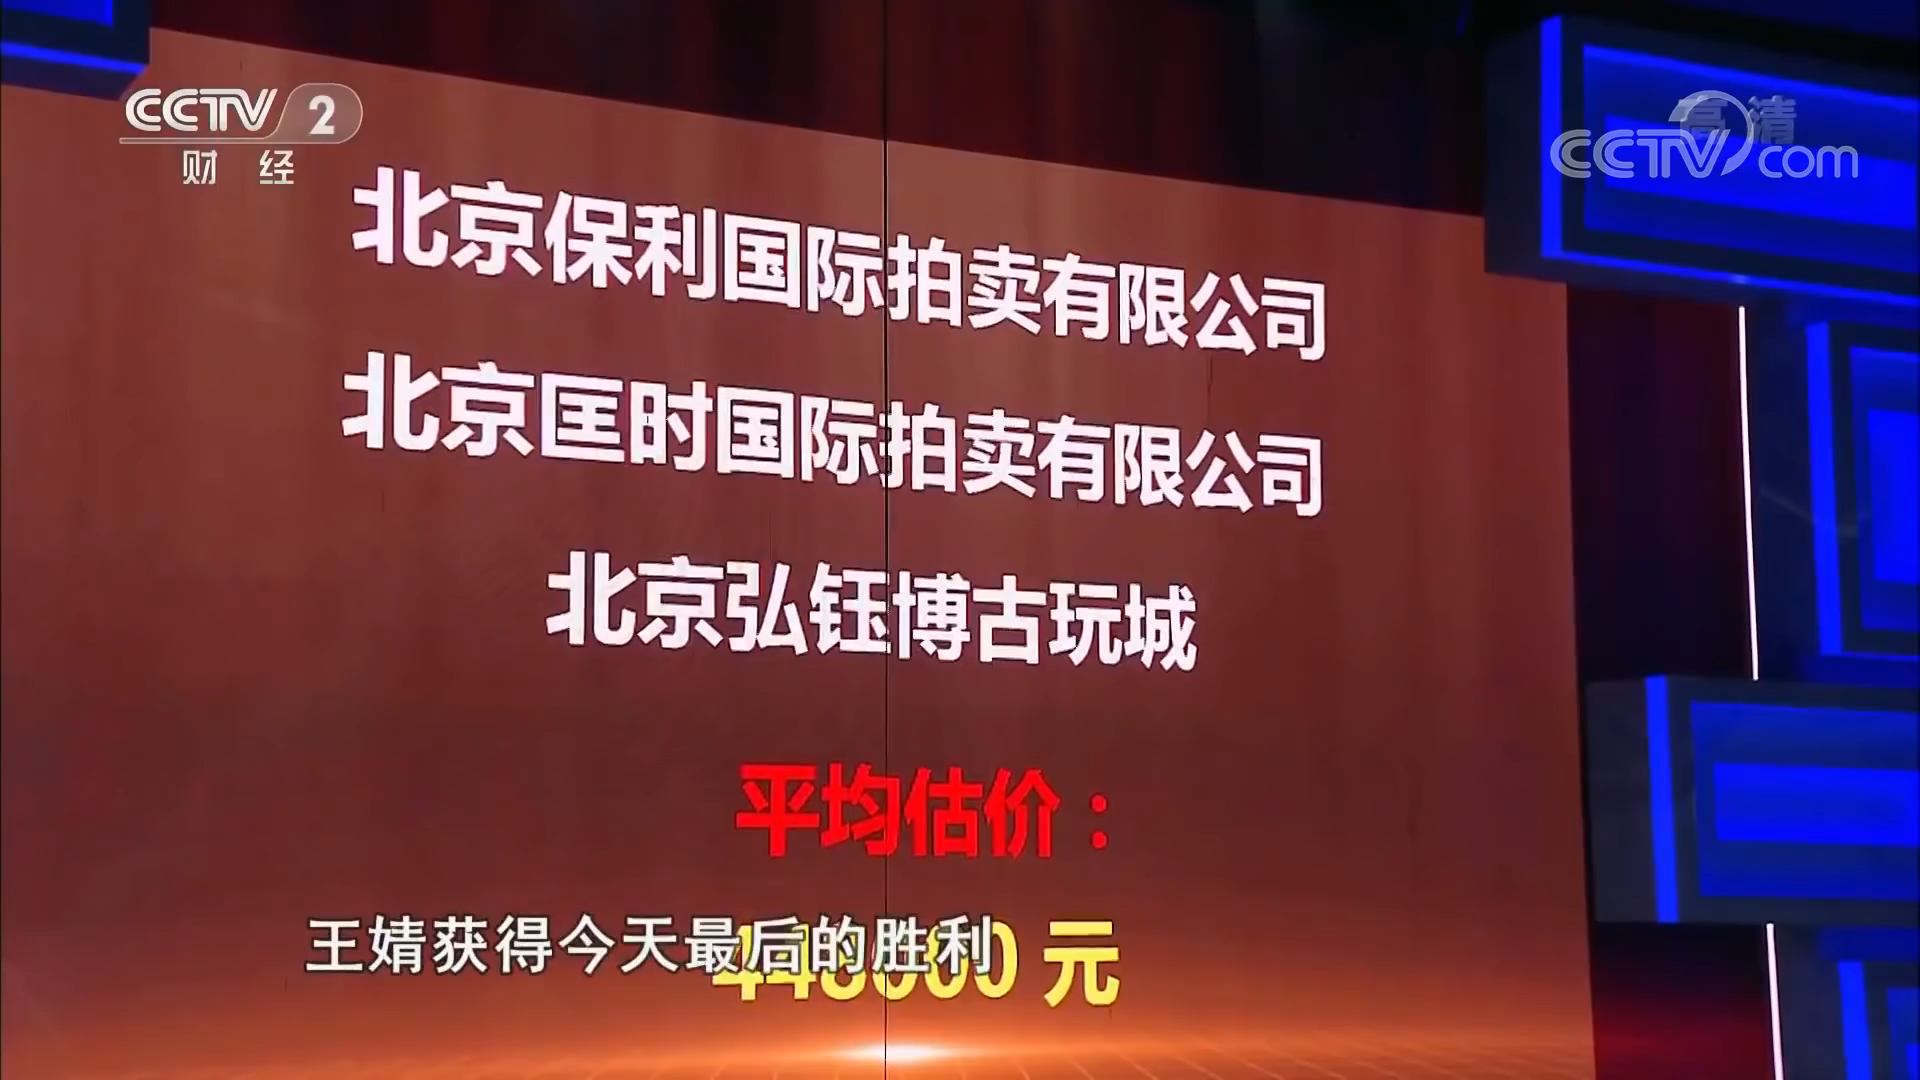 CCTV 2
财 经
高清
CCTV.com
北京保利国际拍卖有限公司
北京匡时国际拍卖有限公司
北京弘钰博古玩城
平均估价：
元
王婧获得今天最后的胜利